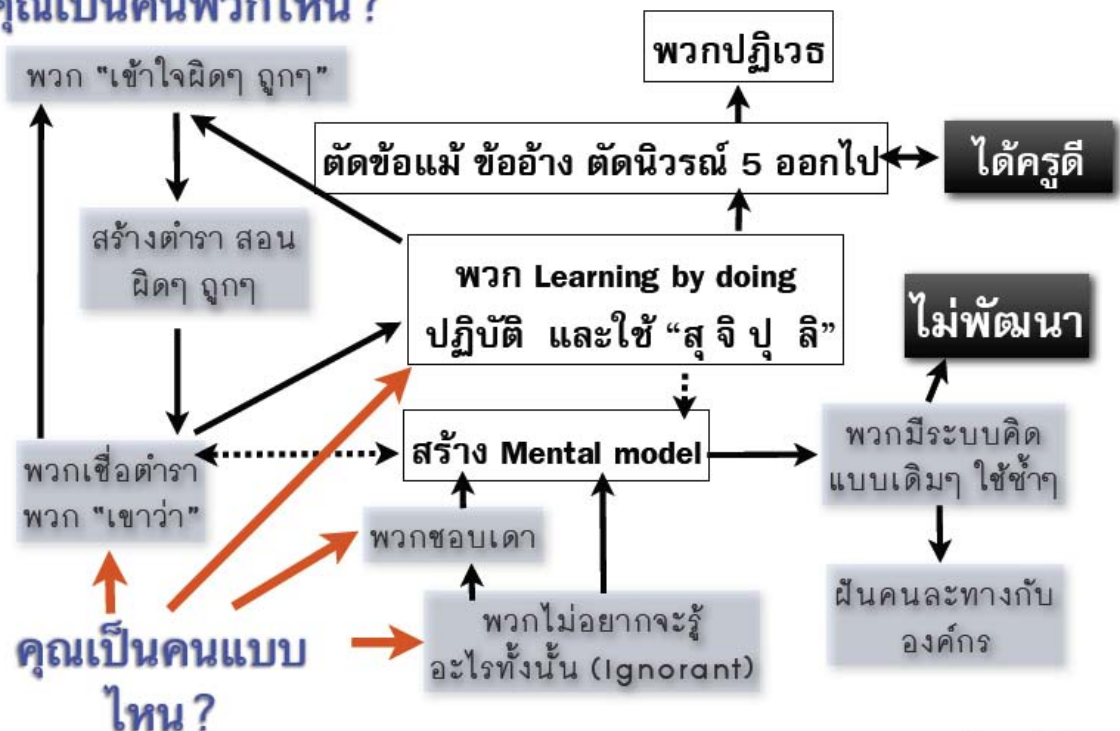 คุณเป็นคนพวกไหน ?
พวก "เข้าใจผิดๆ ถูกๆ"
พวกปฏิเวธ
ตัดข้อแม้ ข้ออ้าง ตัดนิวรณ์ 5 ออกไป
ได้ครูดี
สร้างตำรา สอน
ผิดๆ ถูกๆ
พวก Learning by doing
ปฏิบัติ และใช้ “สุ จิ ปุ ลิ”
ไม่พัฒนา
พวกเชื่อตำรา
พวก "เขาว่า"
สร้าง Mental model
พวกมีระบบคิด
แบบเดิมๆ ใช้ซ้ำๆ
พวกชอบเดา
พวกไม่อยากจะรู้
อะไรทั้งนั้น (Ignorant)
ฝันคนละทางกับ
องค์กร
คุณเป็นคนแบบ
ไหน ?